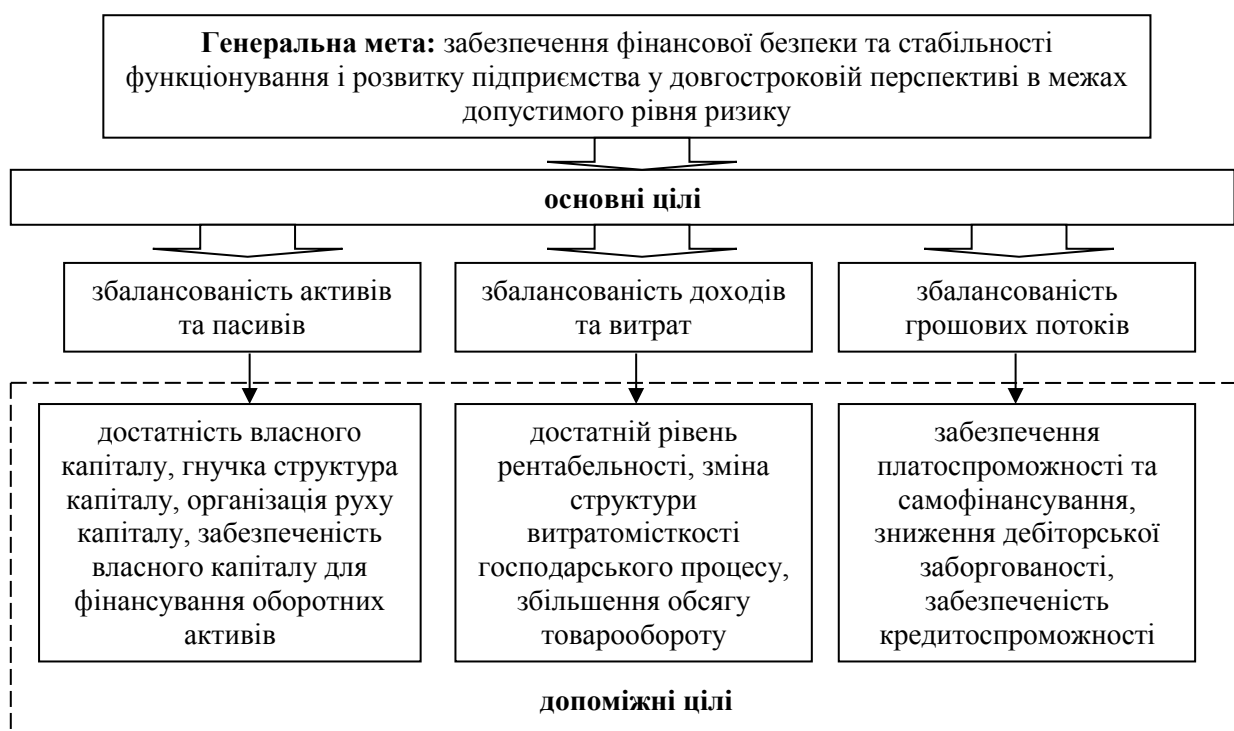 Генеральна мета: забезпечення фінансової безпеки та стабільності
функціонування і розвитку підприємства у довгостроковій перспективі в межах
допустимого рівня ризику
основні цілі
збалансованість активів
та пасивів
збалансованість доходів
та витрат
збалансованість
грошових потоків
достатність власного
капіталу, гнучка структура
капіталу, організація руху
капіталу, забезпеченість
власного капіталу для
фінансування оборотних
активів
достатній рівень
рентабельності, зміна
структури
витратомісткості
господарського процесу,
збільшення обсягу
товарообороту
забезпечення
платоспроможності та
самофінансування,
зниження дебіторської
заборгованості,
забезпеченість
кредитоспроможності
допоміжні цілі